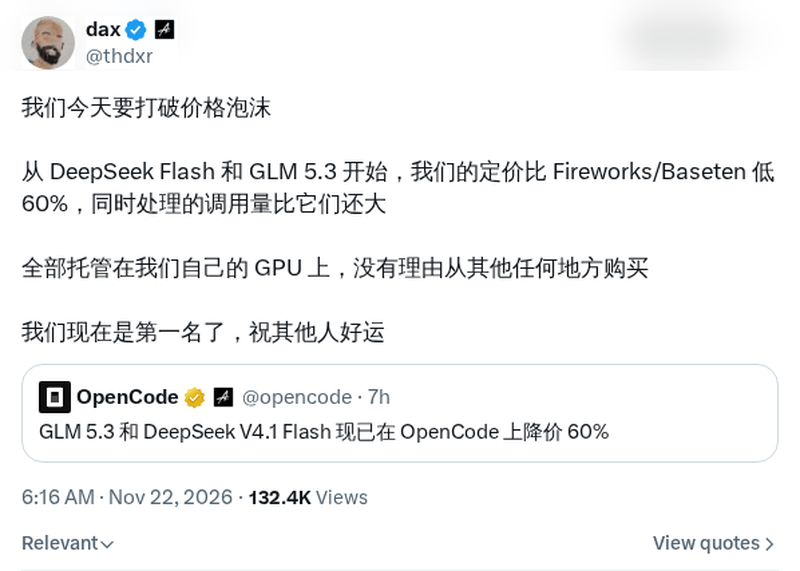 dax
@thdxr
我们今天要打破价格泡沫
从 DeepSeek Flash 和 GLM 5.3 开始，我们的定价比 Fireworks/Baseten 低
60%，同时处理的调用量比它们还大
全部托管在我们自己的 GPU 上，没有理由从其他任何地方购买
我们现在是第一名了，祝其他人好运
OpenCode @opencode · 7h
GLM 5.3 和 DeepSeek V4.1 Flash 现已在 OpenCode 上降价 60%
6:16 AM · Nov 22, 2026 · 132.4K Views
Relevant View quotes